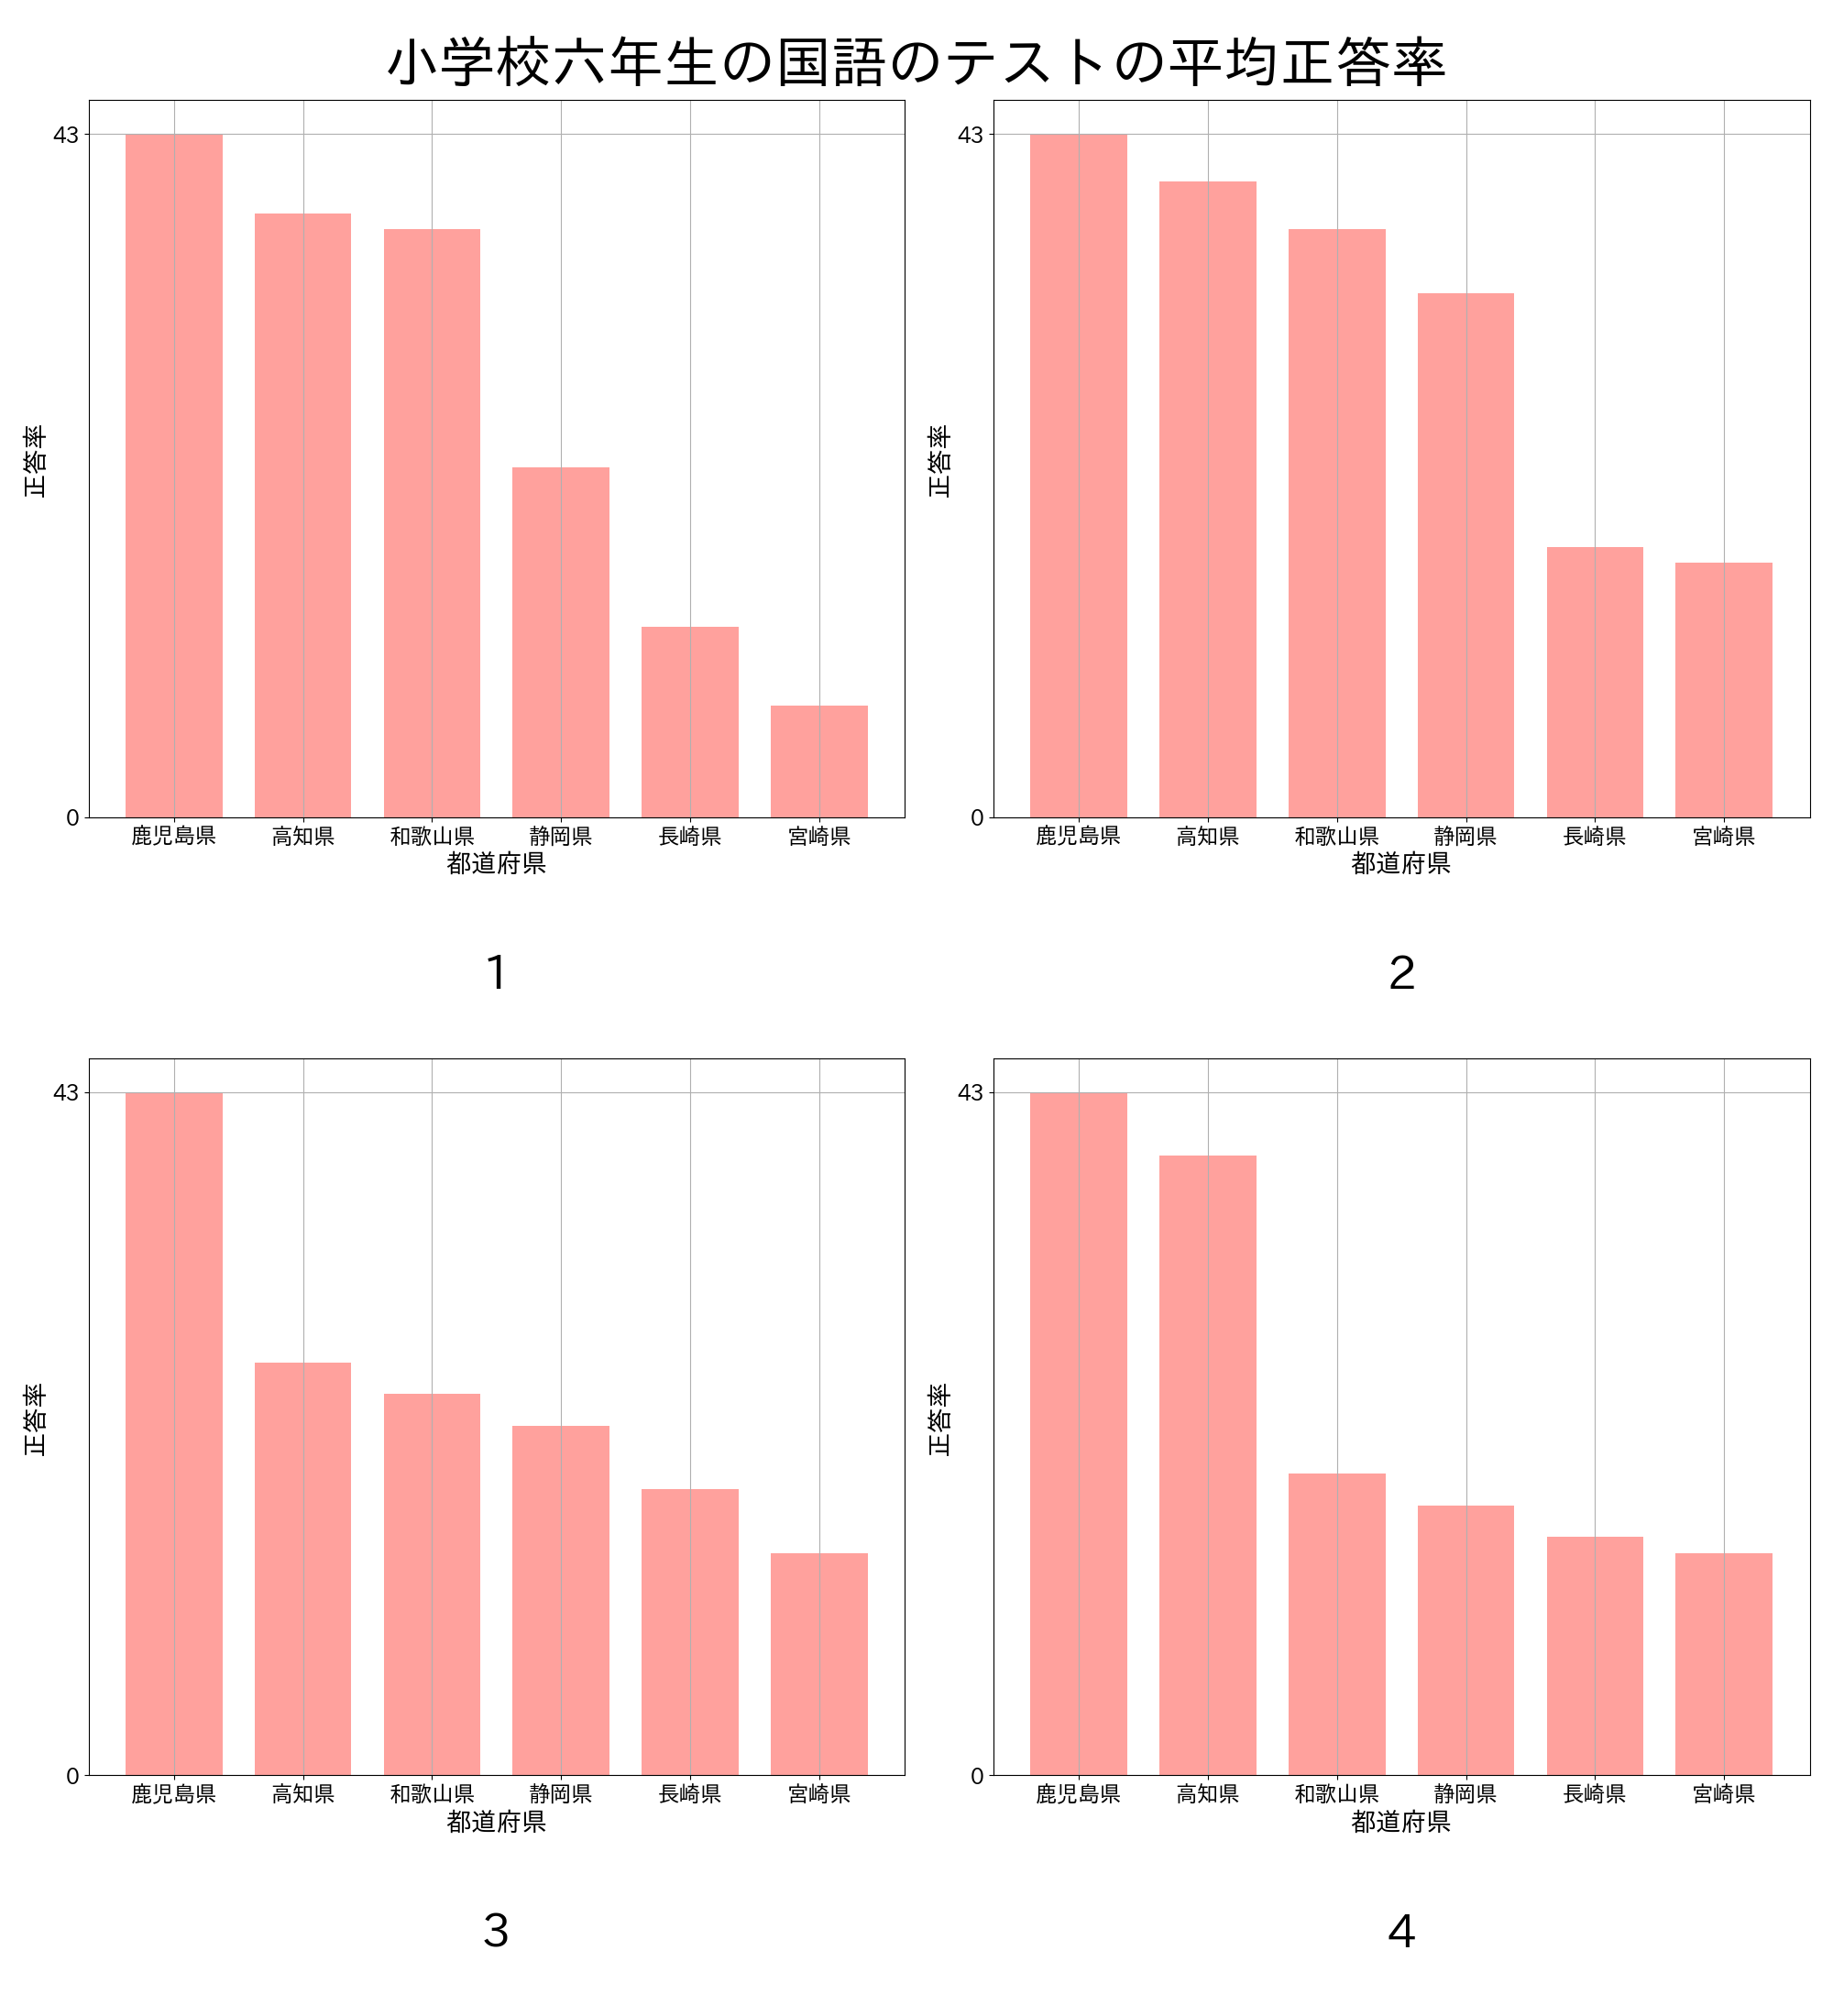 小学校六年生の国語のテストの平均正答率
43
0
正答率
鹿児島県 高知県 和歌山県 静岡県 長崎県 宮崎県
都道府県
1
43
0
正答率
鹿児島県 高知県 和歌山県 静岡県 長崎県 宮崎県
都道府県
2
43
0
正答率
鹿児島県 高知県 和歌山県 静岡県 長崎県 宮崎県
都道府県
3
43
0
正答率
鹿児島県 高知県 和歌山県 静岡県 長崎県 宮崎県
都道府県
4